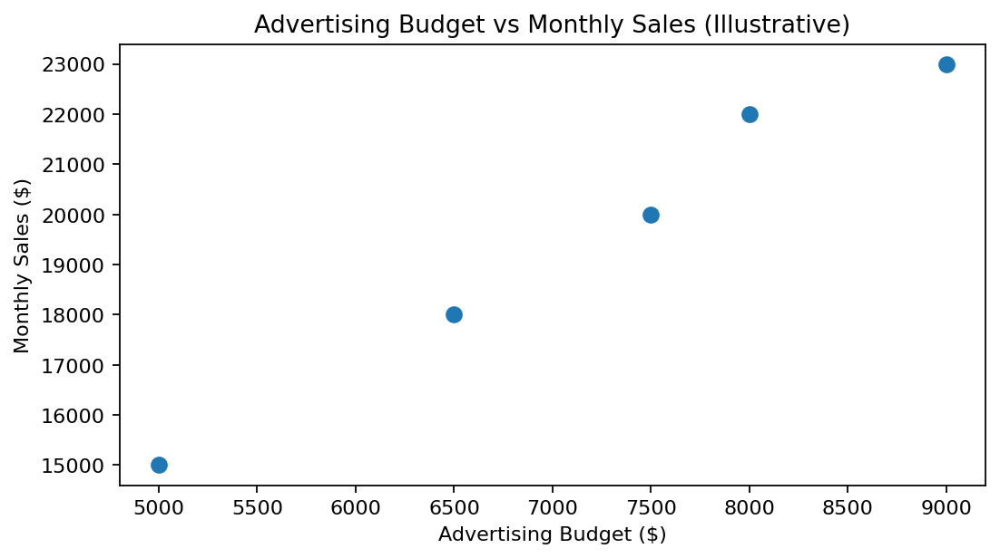 Advertising Budget vs Monthly Sales (Illustrative)
Monthly Sales ($)
23000
22000
21000
20000
19000
18000
17000
16000
15000
5000 5500 6000 6500 7000 7500 8000 8500 9000
Advertising Budget ($)